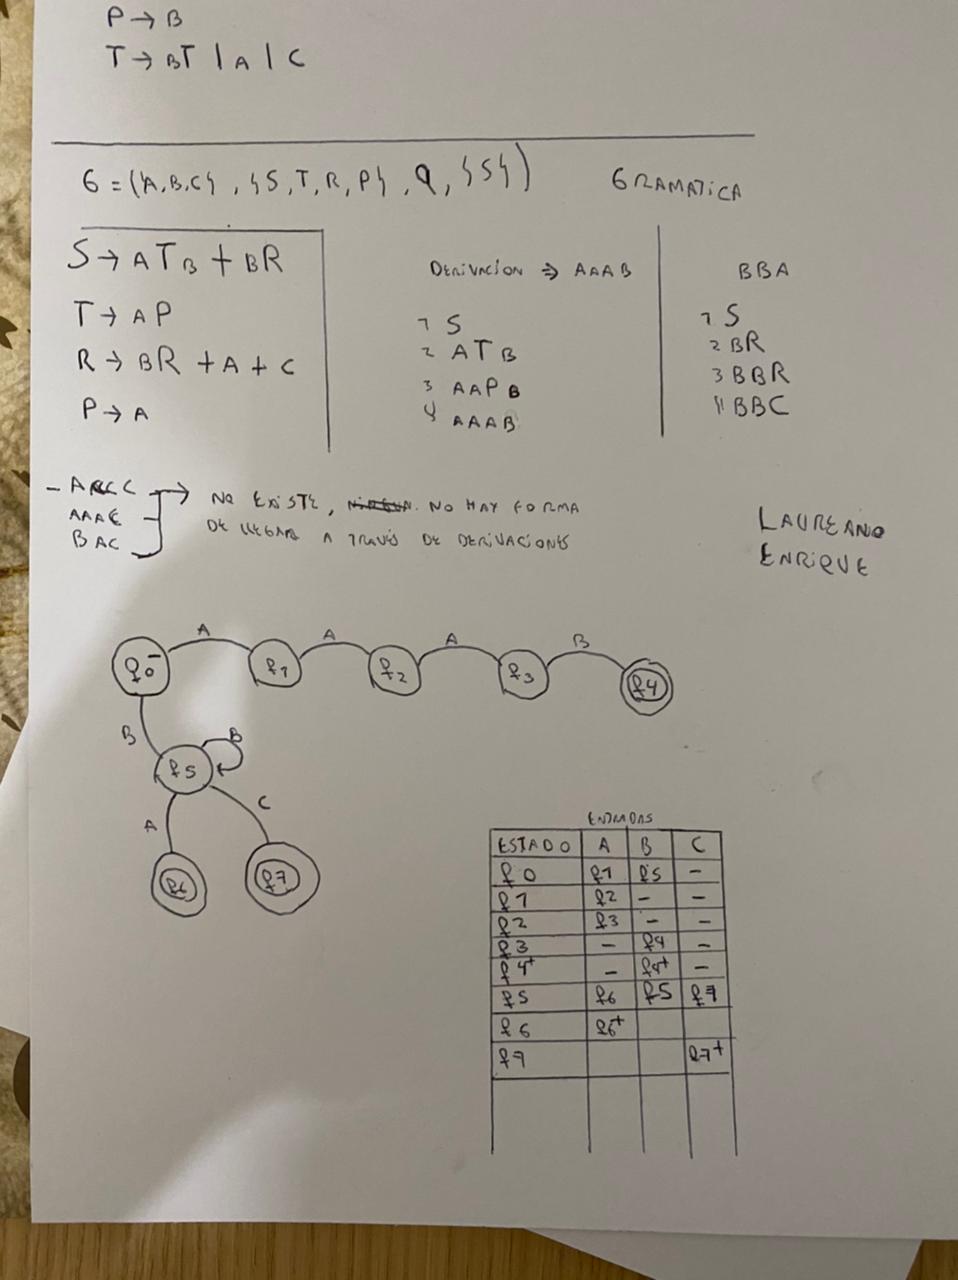 P → B
T → BT | A | C
G = ({A,B,C}, {S,T,R,P}, φ, {S}) GRAMATICA
S → ATB + BR
T → AP
R → BR + A + C
P → A
DERIVACION ⇒ AAAB
1 S
2 ATB
3 AAPB
4 AAAB
BBA
1 S
2 BR
3 BBR
4 BBC
AAAE
BAC
NO EXISTE, NO HAY FORMA
DE LLEGAR A TRAVÉS DE DERIVACIONES
LAUREANO
ENRIQUE
A A A B
q0- q1 q2 q3 q4
B B
q5
A C
q6 q7
ENTRADAS
ESTADO A B C
q0 q1 q5 -
q1 q2 - -
q2 q3 - -
q3 - q4 -
q4+ - q4+ -
q5 q6 q5 q7
q6 q6+
q7 q7+